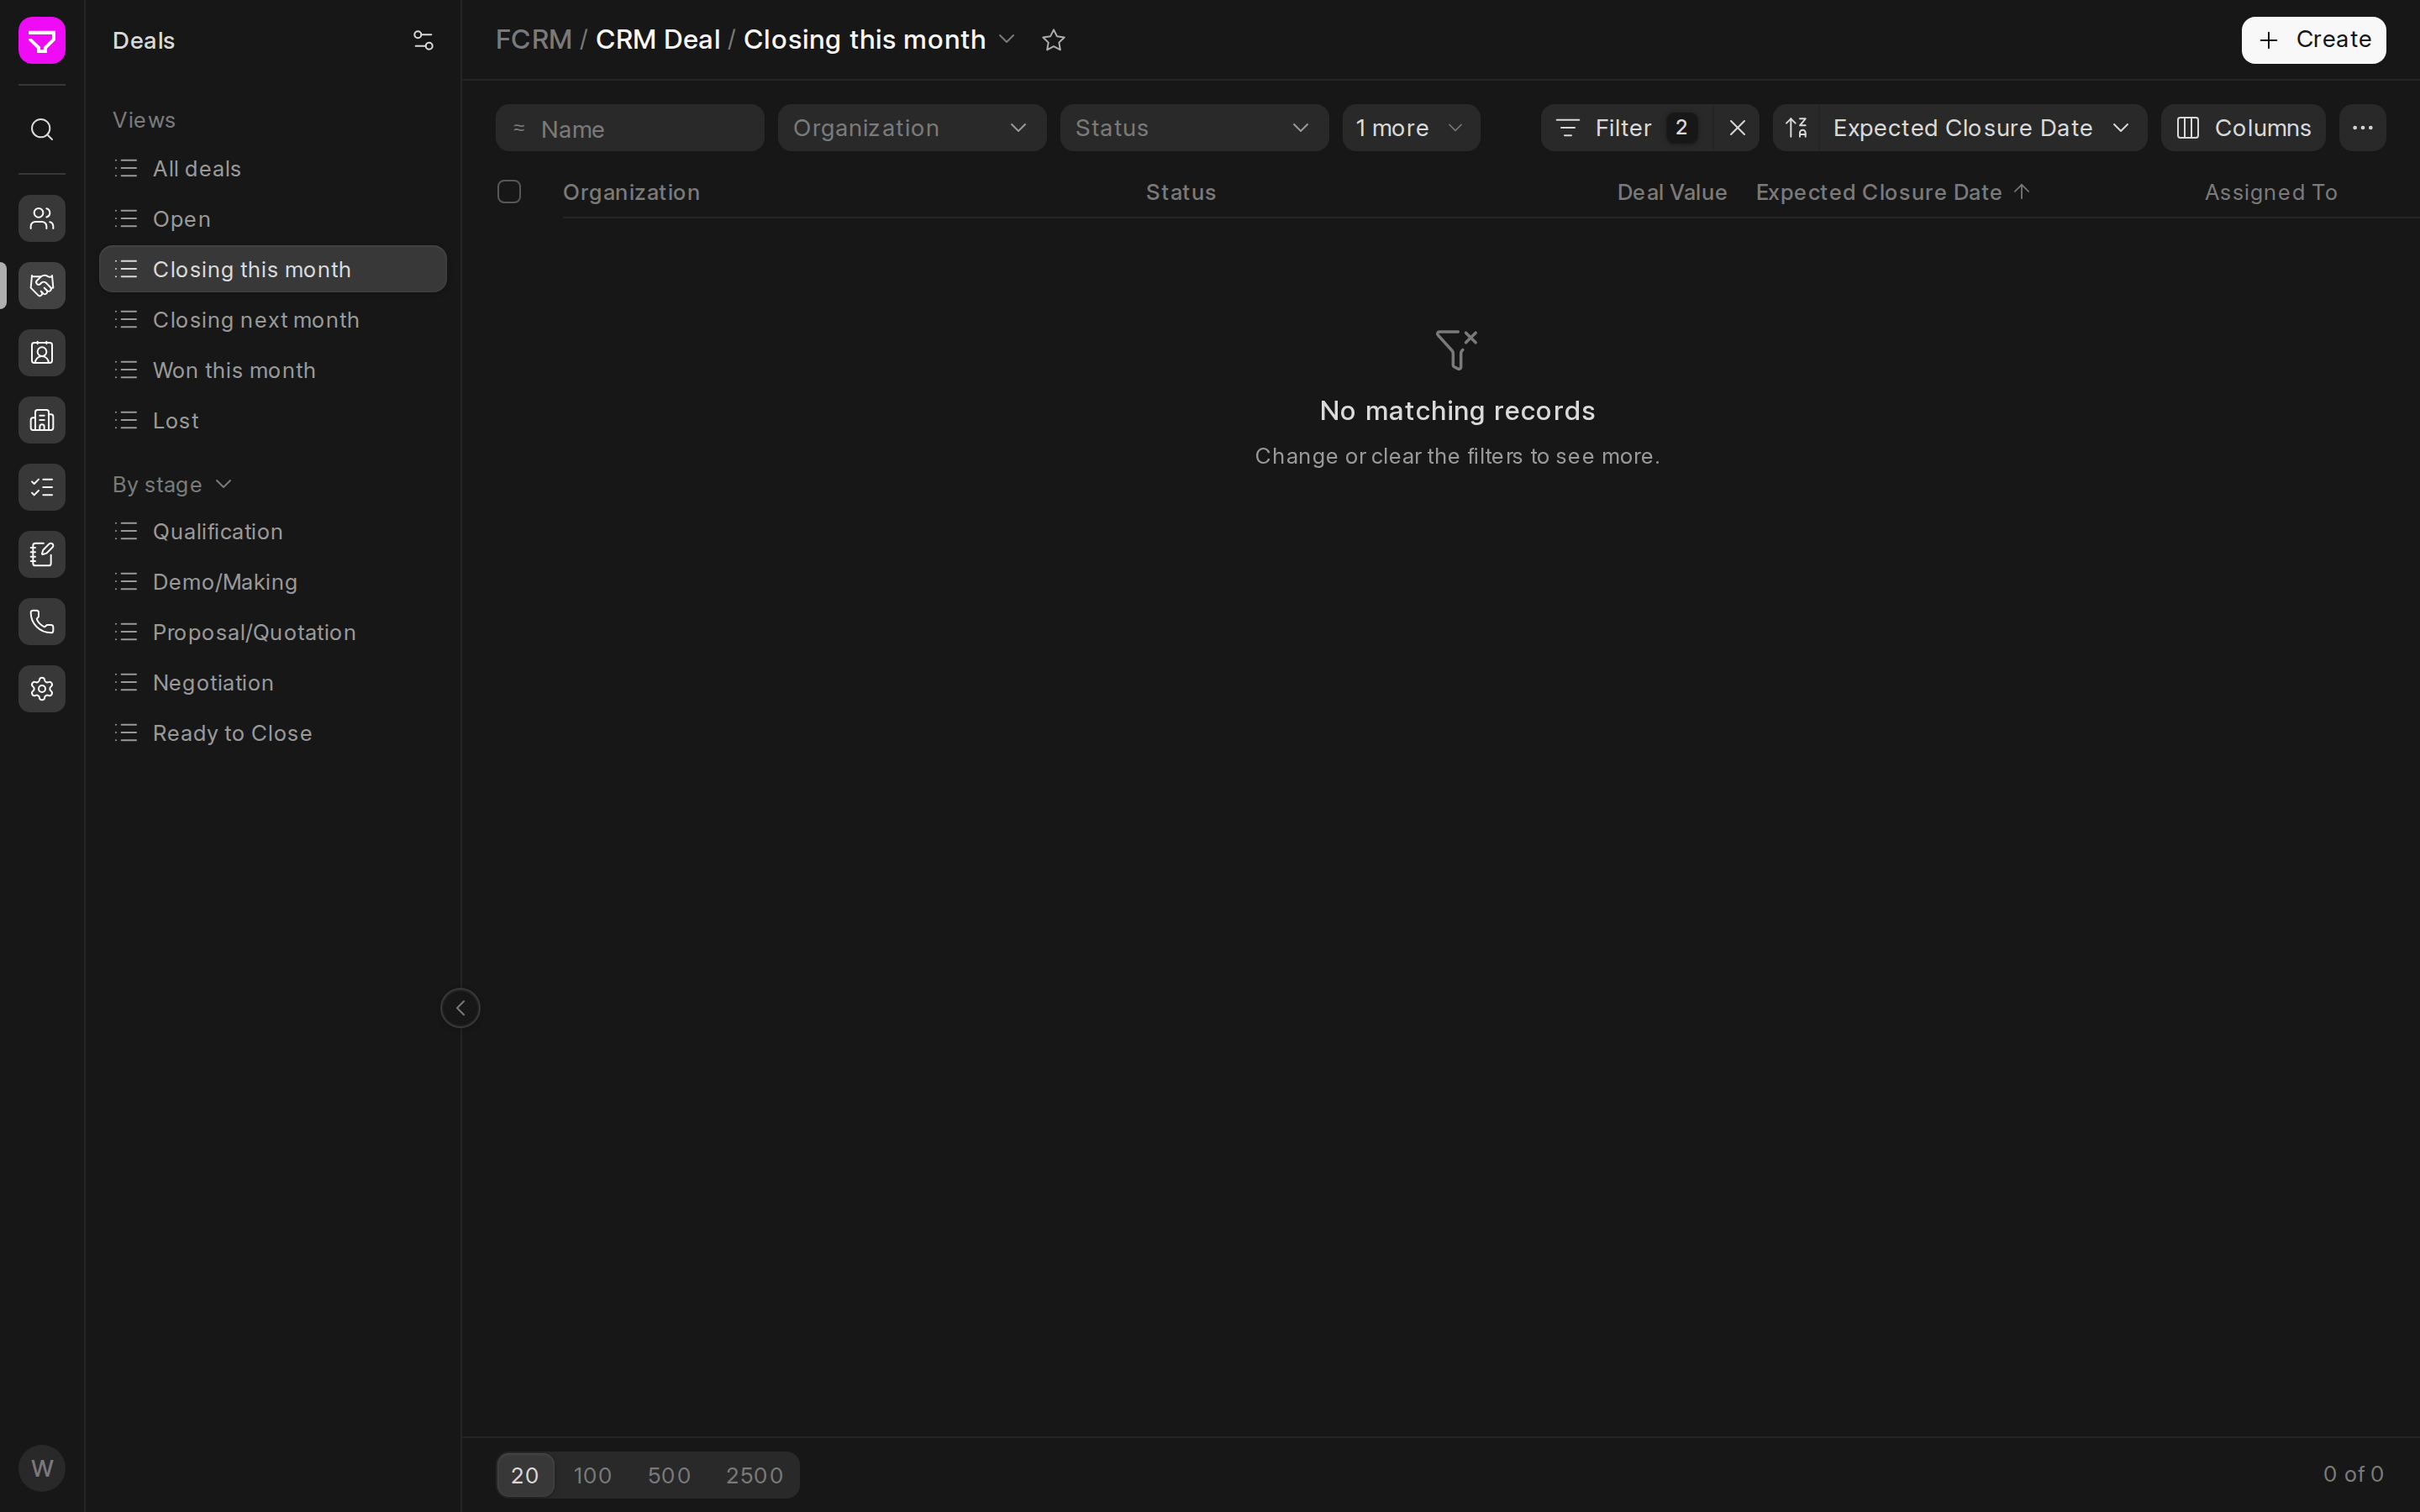 Deals
Views
All deals
Open
Closing this month
Closing next month
Won this month
Lost
By stage
Qualification
Demo/Making
Proposal/Quotation
Negotiation
Ready to Close
W
FCRM / CRM Deal / Closing this month
Create
≈ Name
Organization
Status
1 more
Filter 2
Expected Closure Date
Columns
Organization
Status
Deal Value
Expected Closure Date
Assigned To
No matching records
Change or clear the filters to see more.
20 100 500 2500
0 of 0